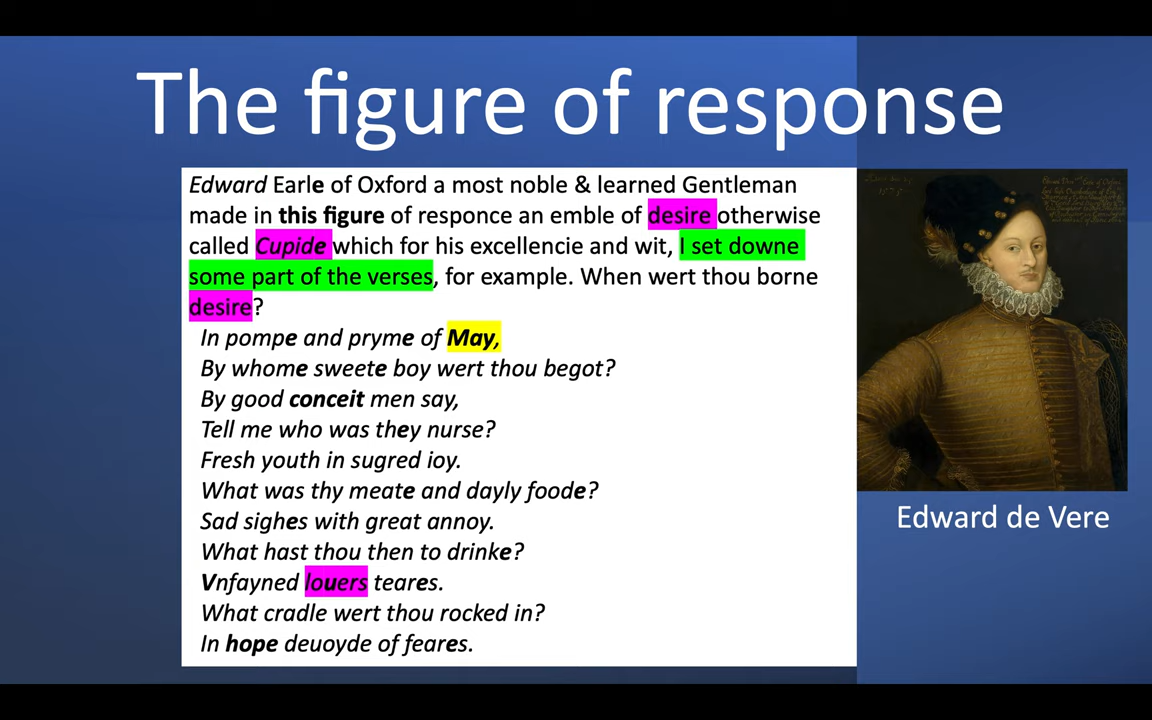 The figure of response
Edward Earle of Oxford a most noble & learned Gentleman
made in this figure of responce an emble of desire otherwise
called Cupide which for his excellencie and wit, I set downe
some part of the verses, for example. When wert thou borne
desire?
In pompe and pryme of May,
By whome sweete boy wert thou begot?
By good conceit men say,
Tell me who was they nurse?
Fresh youth in sugred ioy.
What was thy meate and dayly foode?
Sad sighes with great annoy.
What hast thou then to drinke?
Vnfayned louers teares.
What cradle wert thou rocked in?
In hope deuoyde of feares.
Edward de Vere